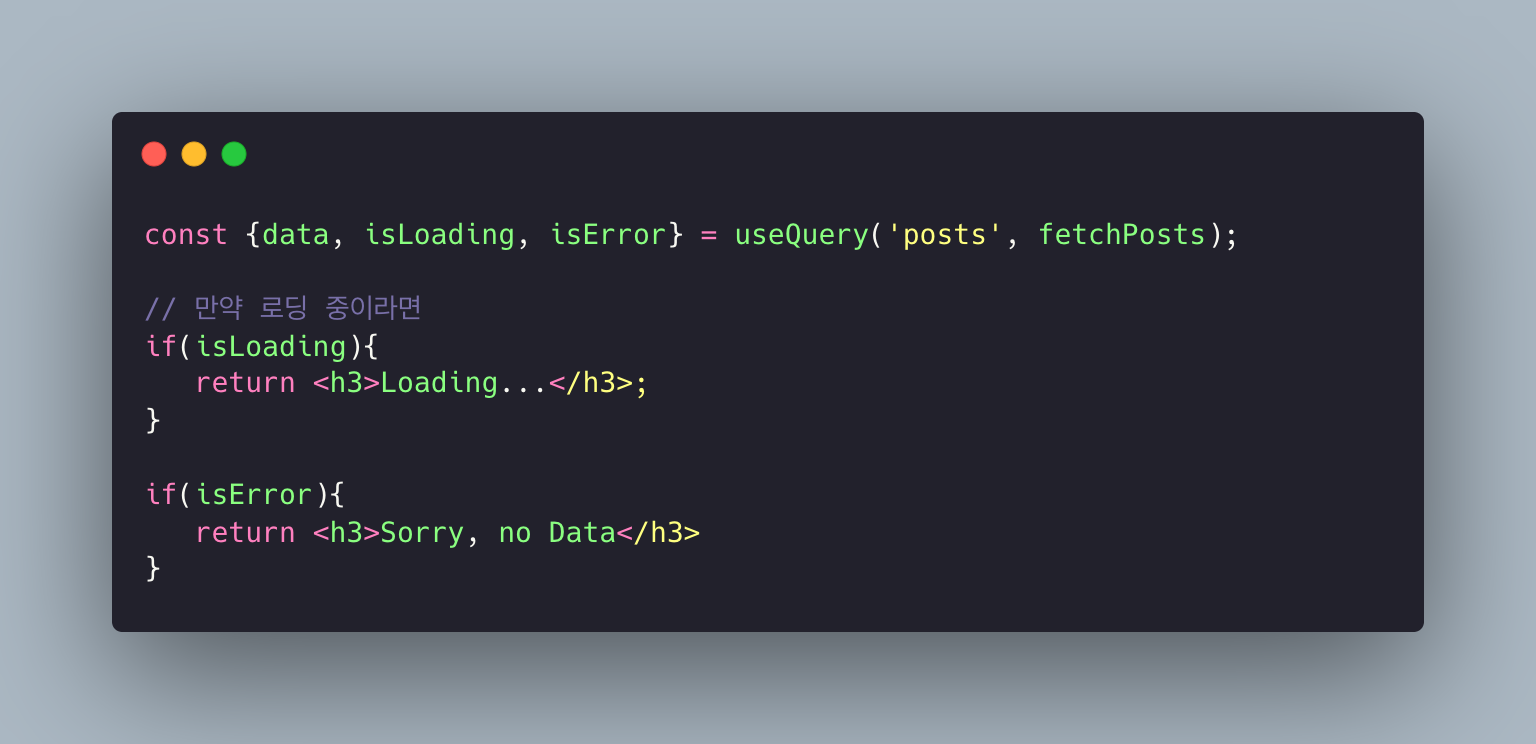 const {data, isLoading, isError} = useQuery('posts', fetchPosts);
// 만약 로딩 중이라면
if(isLoading){
   return <h3>Loading...</h3>;
}
if(isError){
   return <h3>Sorry, no Data</h3>
}